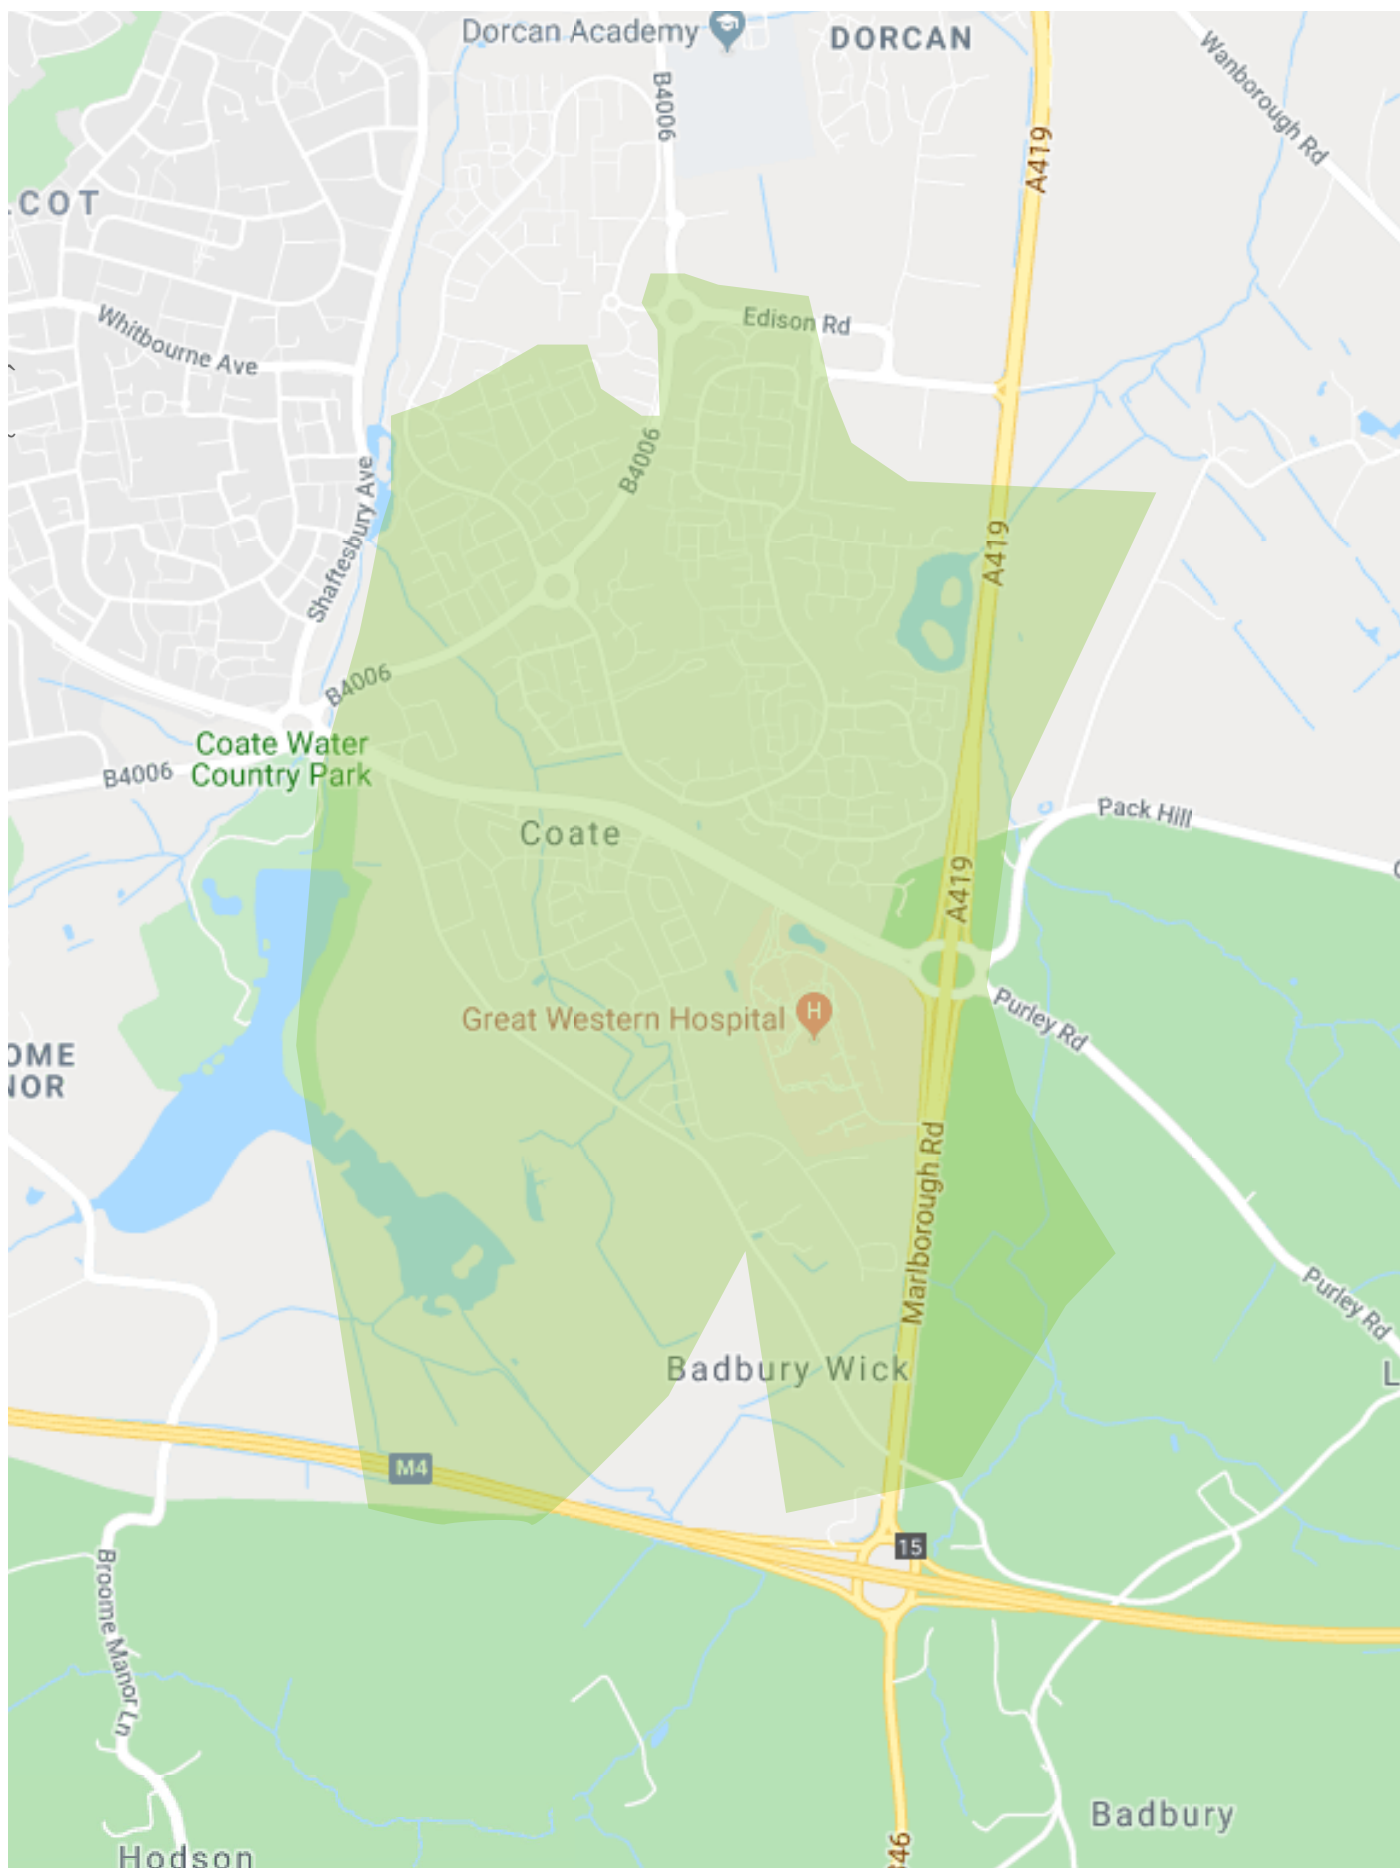 Dorcan Academy
DORCAN
B4006
Wanborough Rd
A419
COT
Whitbourne Ave
Edison Rd
B4006
Shaftesbury Ave
A419
B4006
Coate Water
Country Park
B4006
Coate
Pack Hill
A419
Great Western Hospital
H
Purley Rd
OME
NOR
Marlborough Rd
Purley Rd
Badbury Wick
L
M4
15
Broome Manor Ln
Badbury
Hodson
346